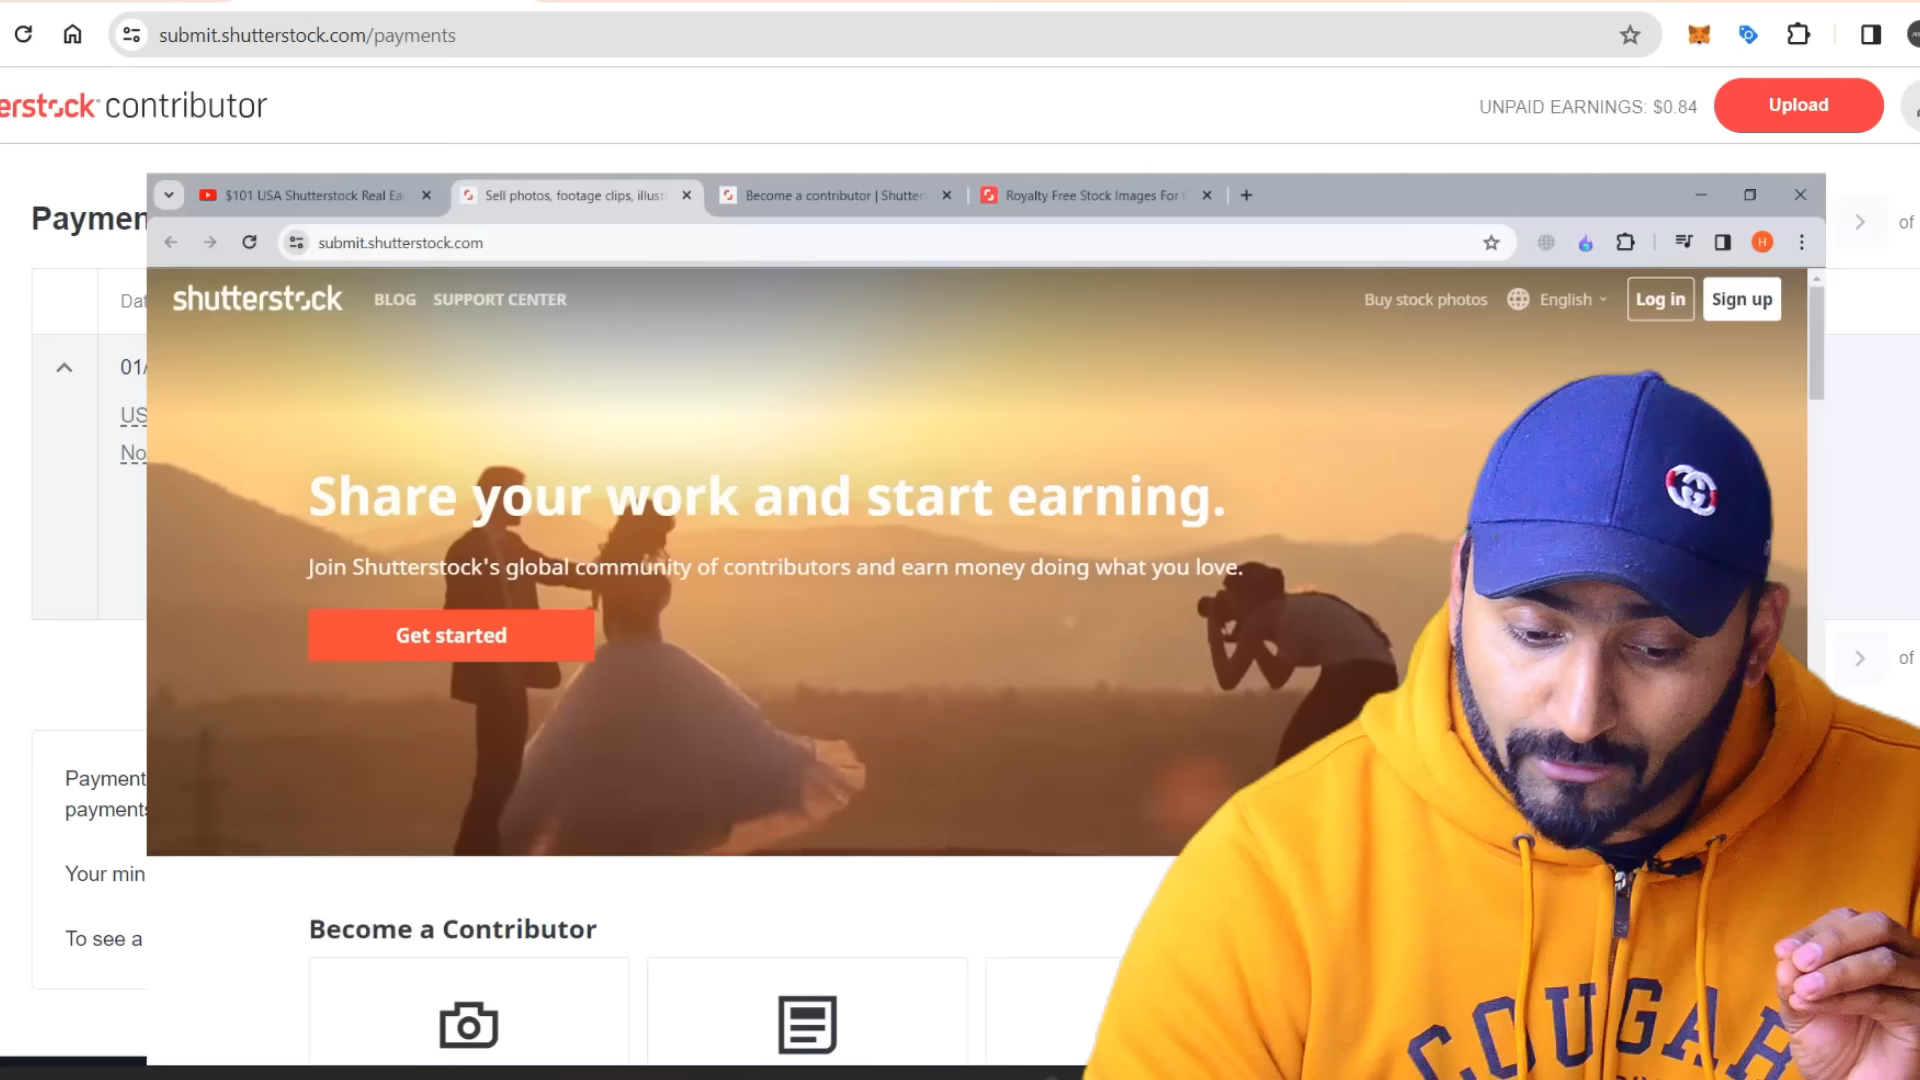 submit.shutterstock.com/payments
erstock contributor
UNPAID EARNINGS: $0.84
Upload
Paymen
$101 USA Shutterstock Real Ea
Sell photos, footage clips, illust
Become a contributor | Shutter
Royalty Free Stock Images For
of
submit.shutterstock.com
H
shutterstock
BLOG
SUPPORT CENTER
Buy stock photos
English
Log in
Sign up
Dat
01/
US
No
Share your work and start earning.
Join Shutterstock's global community of contributors and earn money doing what you love.
Get started
of
Payment
payments
Your min
To see a
Become a Contributor
COUGAR